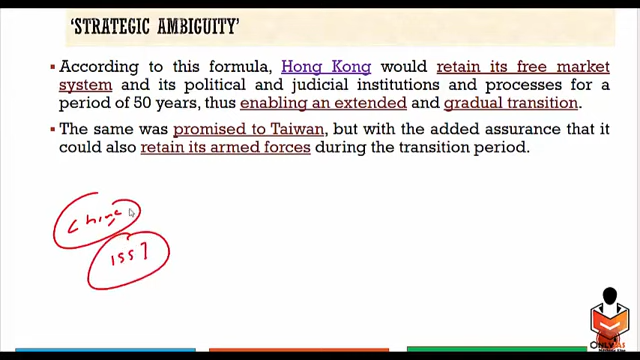 'STRATEGIC AMBIGUITY'
▪ According to this formula, Hong Kong would retain its free market
system and its political and judicial institutions and processes for a
period of 50 years, thus enabling an extended and gradual transition.
▪ The same was promised to Taiwan, but with the added assurance that it
could also retain its armed forces during the transition period.